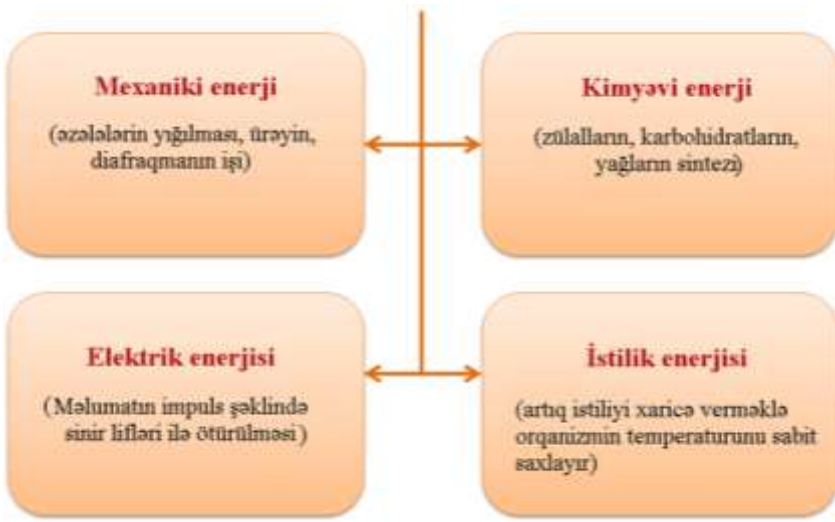 Mexaniki enerji
(əzələlərin yığılması, ürəyin,
diafraqmanın işi)
Kimyəvi enerji
(zülalların, karbohidratların,
yağların sintezi)
Elektrik enerjisi
(Məlumatın impuls şəklində
sinir lifləri ilə ötürülməsi)
İstilik enerjisi
(artıq istiliyi xaricə verməklə
orqanizmin temperaturunu sabit
saxlayır)